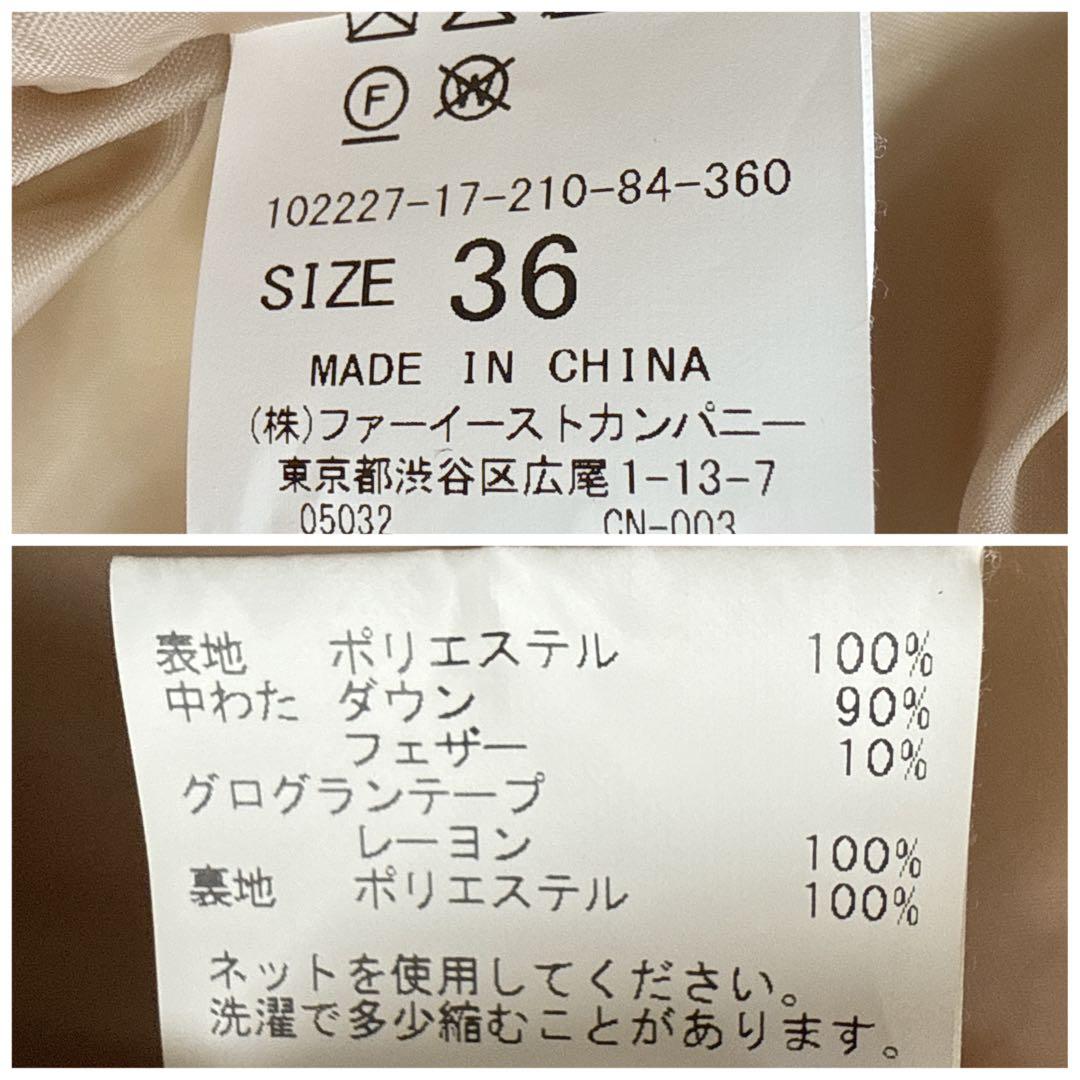 F
W
102227-17-210-84-360
SIZE 36
MADE IN CHINA
(株)ファーイーストカンパニー
東京都渋谷区広尾1-13-7
05032 CN-003
表地 ポリエステル 100%
中わた ダウン 90%
フェザー 10%
グログランテープ
レーヨン 100%
裏地 ポリエステル 100%
ネットを使用してください。
洗濯で多少縮むことがあります。